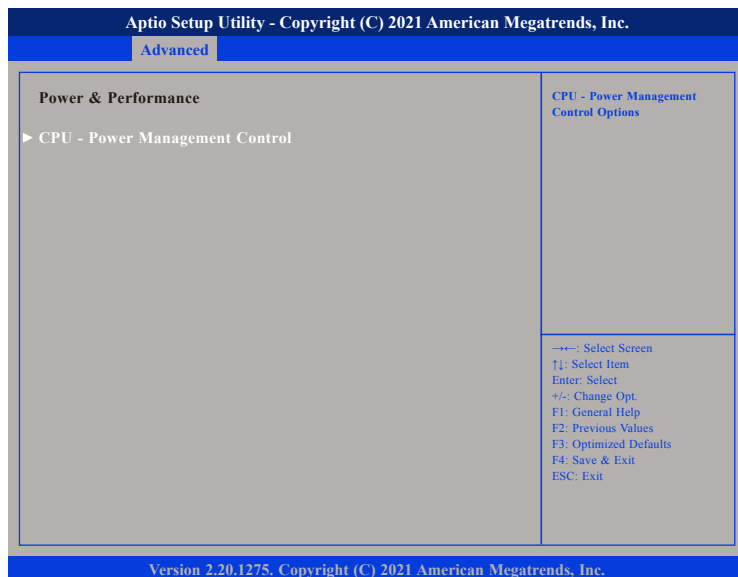 Aptio Setup Utility - Copyright (C) 2021 American Megatrends, Inc.
Advanced
Power & Performance
► CPU - Power Management Control
CPU - Power Management
Control Options
→←: Select Screen
↑↓: Select Item
Enter: Select
+/-: Change Opt.
F1: General Help
F2: Previous Values
F3: Optimized Defaults
F4: Save & Exit
ESC: Exit
Version 2.20.1275. Copyright (C) 2021 American Megatrends, Inc.